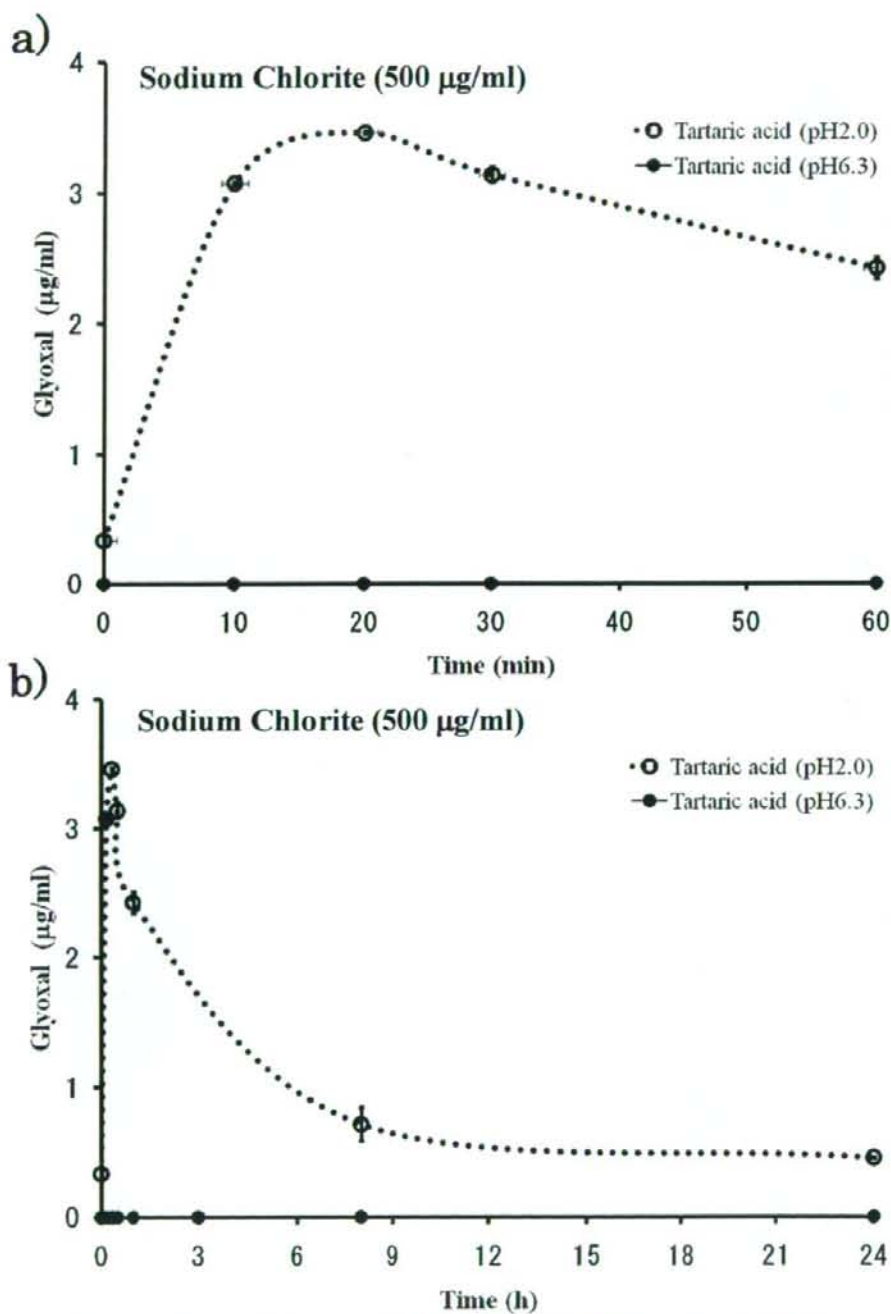 a)
Sodium Chlorite (500 μg/ml)
Tartaric acid (pH2.0)
Tartaric acid (pH6.3)
4
3
2
1
0
Glyoxal (μg/ml)
0 10 20 30 40 50 60
Time (min)
b)
Sodium Chlorite (500 μg/ml)
Tartaric acid (pH2.0)
Tartaric acid (pH6.3)
4
3
2
1
0
Glyoxal (μg/ml)
0 3 6 9 12 15 18 21 24
Time (h)